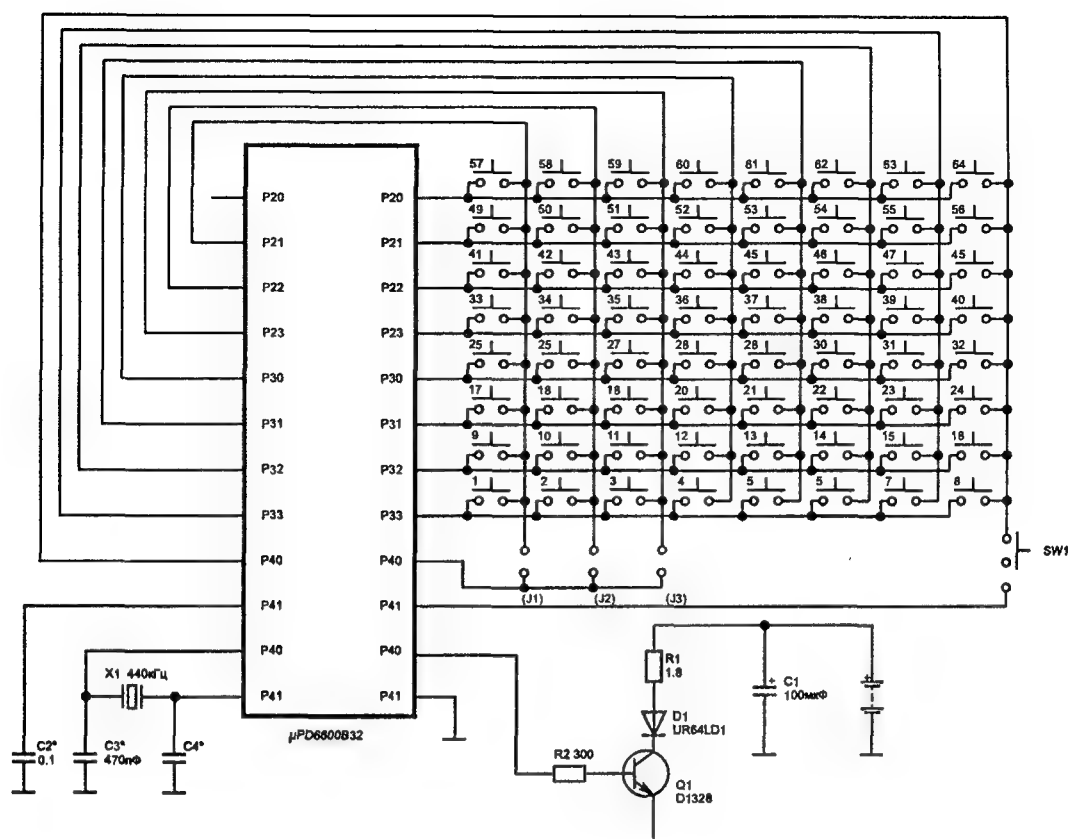 57 58 59 60 61 62 63 64
P20 P20
49 50 51 52 53 54 55 56
P21 P21
41 42 43 44 45 46 47 45
P22 P22
33 34 35 36 37 38 39 40
P23 P23
25 25 27 28 28 30 31 32
P30 P30
17 18 18 20 21 22 23 24
P31 P31
9 10 11 12 13 14 15 16
P32 P32
1 2 3 4 5 5 7 8
P33 P33
P40 P40
SW1
(J1) (J2) (J3)
P41 P41
P40 P40
X1 440кГц
P41 P41
R1
1.8
C1
100мкФ
µPD6600B32
D1
UR64LD1
C2*
0.1
C3*
470пФ
C4*
R2 300
Q1
D1328